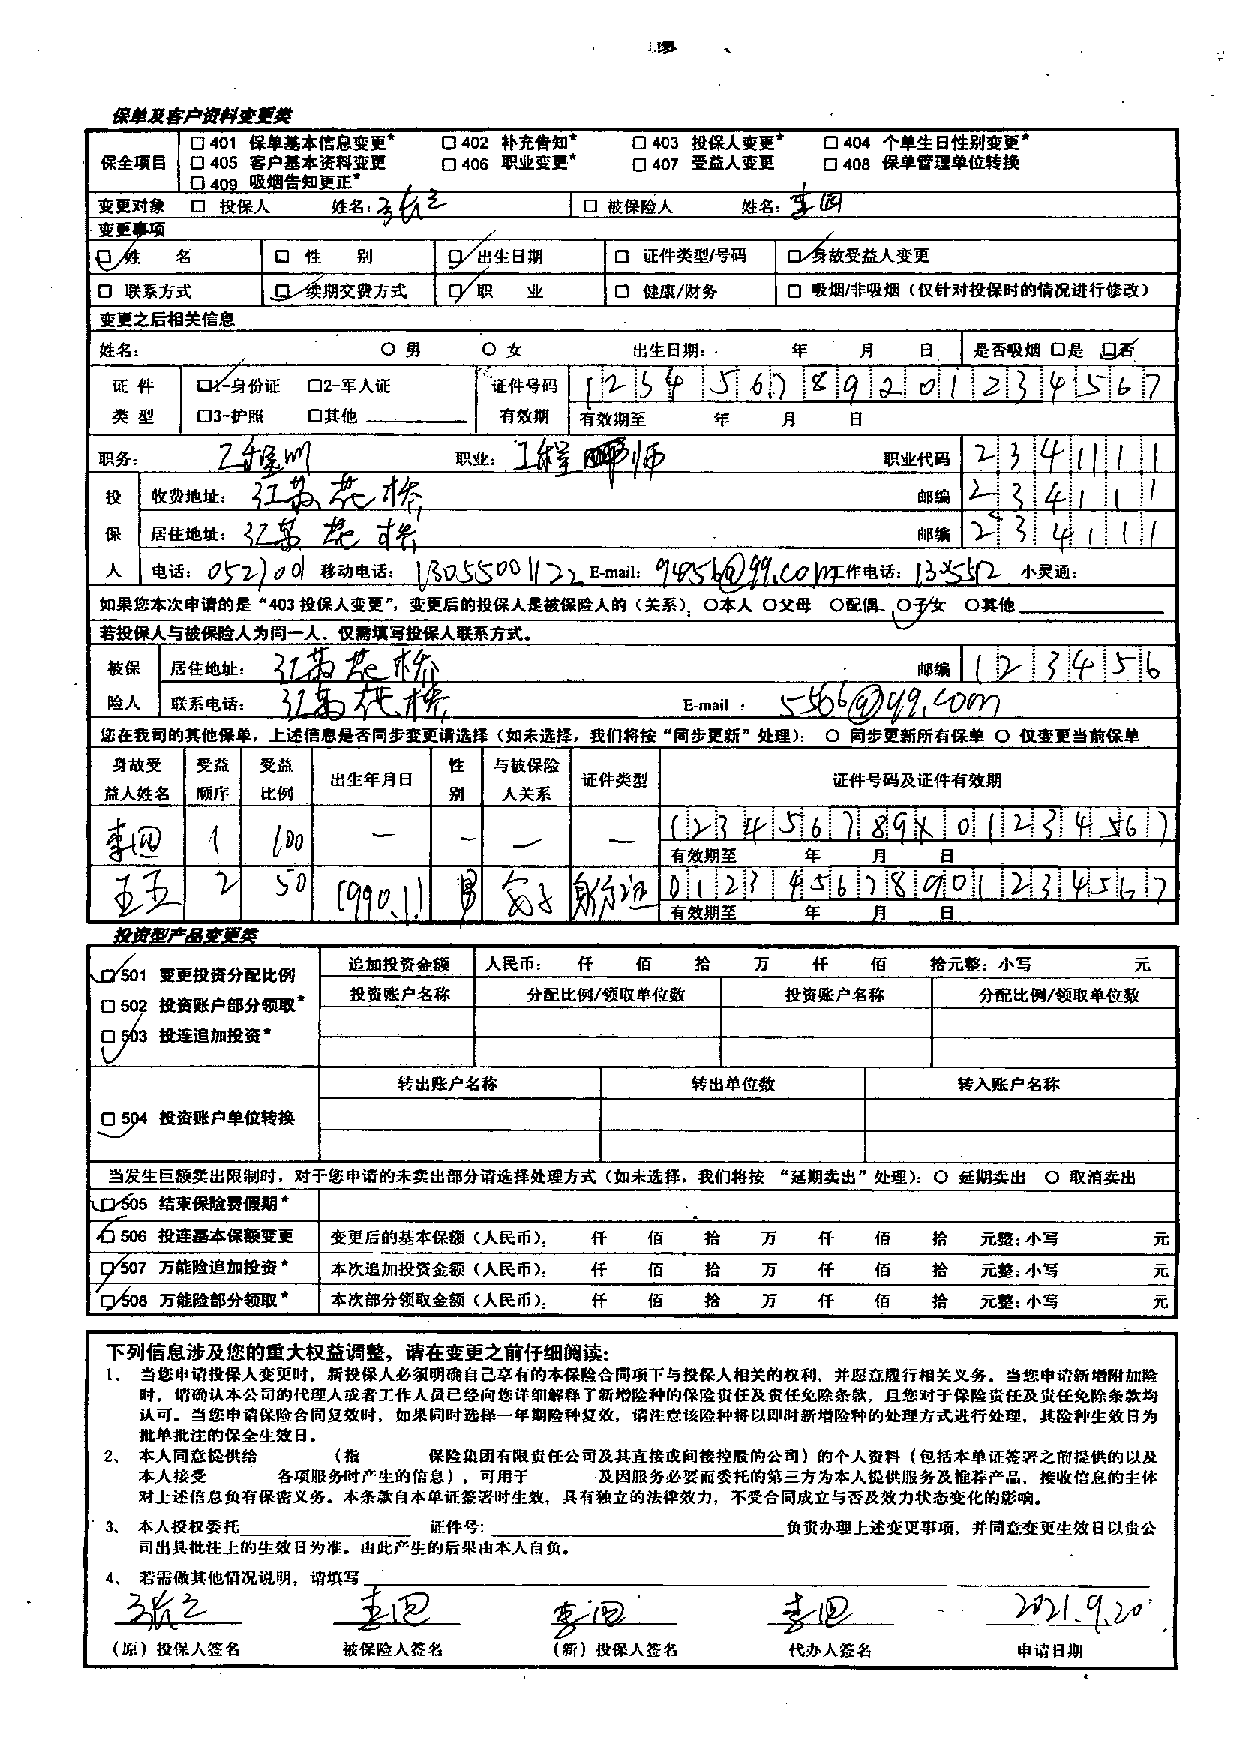 保单及客户资料变更类
保全项目 □ 401 保单基本信息变更* □ 402 补充告知* □ 403 投保人变更* □ 404 个单生日性别变更*
□ 405 客户基本资料变更 □ 406 职业变更* □ 407 受益人变更 □ 408 保单管理单位转换
□ 409 吸烟告知更正*
变更对象 □ 投保人 姓名: □ 被保险人 姓名: 李四
变更事项
□ 姓 名 □ 性 别 □ 出生日期 □ 证件类型/号码 □ 身故受益人变更
□ 联系方式 □ 续期交费方式 □ 职 业 □ 健康/财务 □ 吸烟/非吸烟(仅针对投保时的情况进行修改)
变更之后相关信息
姓名: ○ 男 ○ 女 出生日期: 年 月 日 是否吸烟 □是 □否
证 件 □1-身份证 □2-军人证 证件号码 123456789201234567
类 型 □3-护照 □其他 有效期 有效期至 年 月 日
职务: 工程师 职业: 工程师 职业代码 234111
投 收费地址: 江苏花桥 邮编 234111
保 居住地址: 江苏花桥 邮编 234111
人 电话: 0521001 移动电话: 13055001122 E-mail: 9456@qq.com 工作电话: 小灵通:
如果您本次申请的是“403 投保人变更”, 变更后的投保人是被保险人的(关系): ○本人 ○父母 ○配偶 ○子女 ○其他
若投保人与被保险人为同一人, 仅需填写投保人联系方式。
被保 居住地址: 江苏花桥 邮编 123456
险人 联系电话: 江苏花桥 E-mail : 5566@qq.com
您在我司的其他保单, 上述信息是否同步变更请选择(如未选择, 我们将按“同步更新”处理): ○ 同步更新所有保单 ○ 仅变更当前保单
身故受 受益 受益 出生年月日 性 与被保险 证件类型 证件号码及证件有效期
益人姓名 顺序 比例 别 人关系
李四 1 100 — — — — 123456789X01234567
有效期至 年 月 日
王五 2 50 1990.1.1 男 身份证 012345678901234567
有效期至 年 月 日
投资型产品变更类
□ 501 变更投资分配比例 追加投资金额 人民币: 仟 佰 拾 万 仟 佰 拾元整: 小写 元
□ 502 投资账户部分领取* 投资账户名称 分配比例/领取单位数 投资账户名称 分配比例/领取单位数
□ 503 投连追加投资*
转出账户名称 转出单位数 转入账户名称
□ 504 投资账户单位转换
当发生巨额卖出限制时, 对于您申请的未卖出部分请选择处理方式(如未选择, 我们将按 “延期卖出”处理): ○ 延期卖出 ○ 取消卖出
□ 505 结束保险费假期*
□ 506 投连基本保额变更 变更后的基本保额(人民币): 仟 佰 拾 万 仟 佰 拾 元整: 小写 元
□ 507 万能险追加投资* 本次追加投资金额(人民币): 仟 佰 拾 万 仟 佰 拾 元整: 小写 元
□ 508 万能险部分领取* 本次部分领取金额(人民币): 仟 佰 拾 万 仟 佰 拾 元整: 小写 元
下列信息涉及您的重大权益调整, 请在变更之前仔细阅读:
1、 当您申请投保人变更时, 新投保人必须明确自己享有的本保险合同项下与投保人相关的权利, 并愿意履行相关义务。当您申请新增附加险
时, 请确认本公司的代理人或者工作人员已经向您详细解释了新增险种的保险责任及责任免除条款, 且您对于保险责任及责任免除条款均
认可。当您申请保险合同复效时, 如果同时选择一年期险种复效, 请注意该险种将以即时新增险种的处理方式进行处理, 其险种生效日为
批单批注的保全生效日。
2、 本人同意提供给 (指 保险集团有限责任公司及其直接或间接控股的公司)的个人资料(包括本单证签署之前提供的以及
本人接受 各项服务时产生的信息), 可用于 及因服务必要而委托的第三方为本人提供服务及推荐产品, 接收信息的主体
对上述信息负有保密义务。本条款自本单证签署时生效, 具有独立的法律效力, 不受合同成立与否及效力状态变化的影响。
3、 本人授权委托 证件号: 负责办理上述变更事项, 并同意变更生效日以贵公
司出具批注上的生效日为准。由此产生的后果由本人自负。
4、 若需做其他情况说明, 请填写
李四 李四 李四 2021.9.20
(原)投保人签名 被保险人签名 (新)投保人签名 代办人签名 申请日期